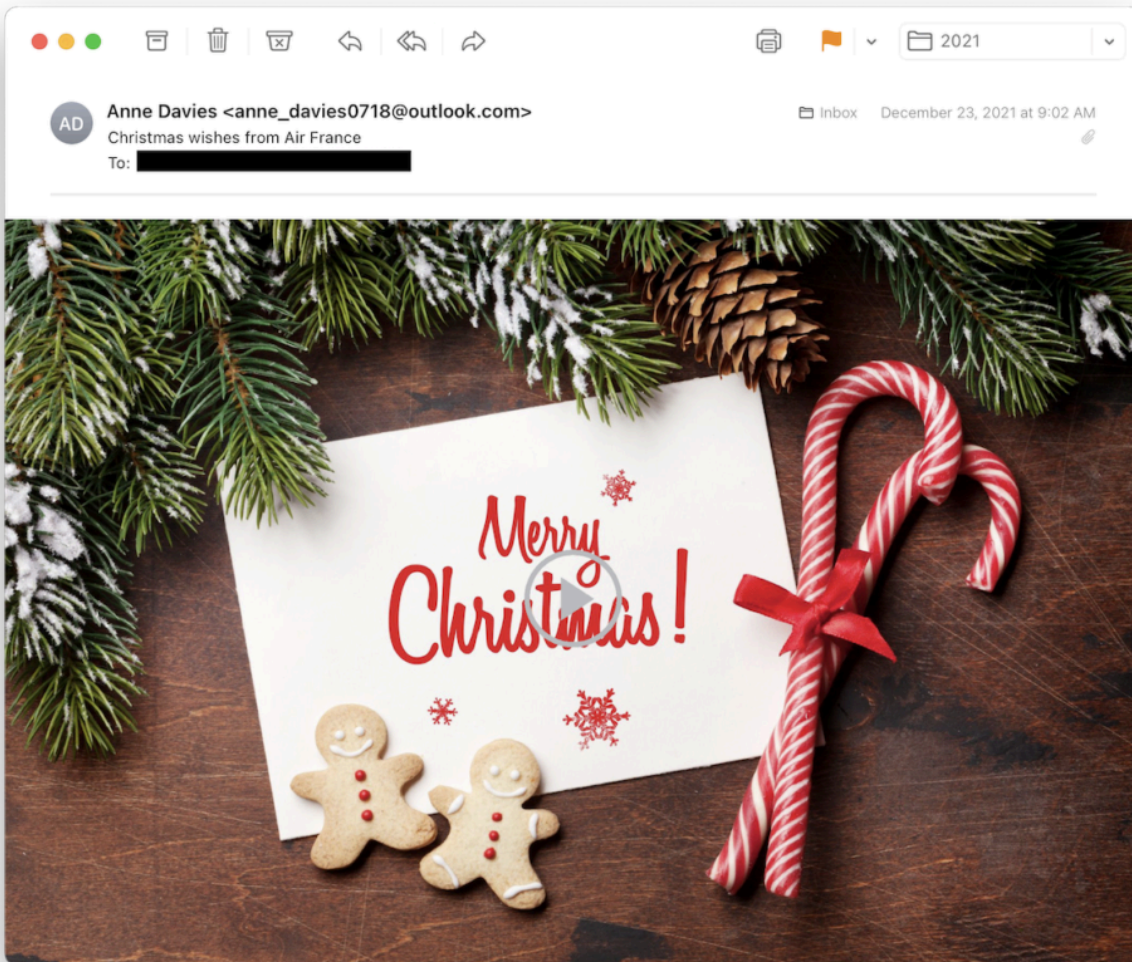 2021
AD
Anne Davies <anne_davies0718@outlook.com>
Inbox
December 23, 2021 at 9:02 AM
Christmas wishes from Air France
To:
Merry
Christmas!